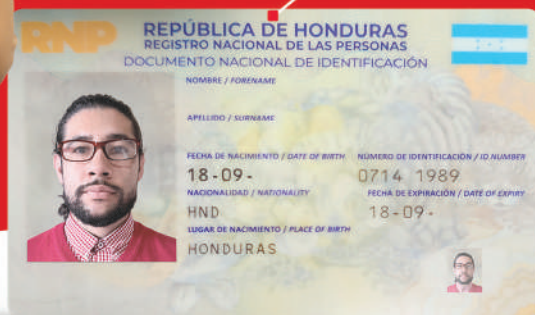 RNP
REPÚBLICA DE HONDURAS
REGISTRO NACIONAL DE LAS PERSONAS
DOCUMENTO NACIONAL DE IDENTIFICACIÓN
NOMBRE / FORENAME
APELLIDO / SURNAME
FECHA DE NACIMIENTO / DATE OF BIRTH NÚMERO DE IDENTIFICACIÓN / ID NUMBER
18-09- 0714 1989
NACIONALIDAD / NATIONALITY FECHA DE EXPIRACIÓN / DATE OF EXPIRY
HND 18-09-
LUGAR DE NACIMIENTO / PLACE OF BIRTH
HONDURAS